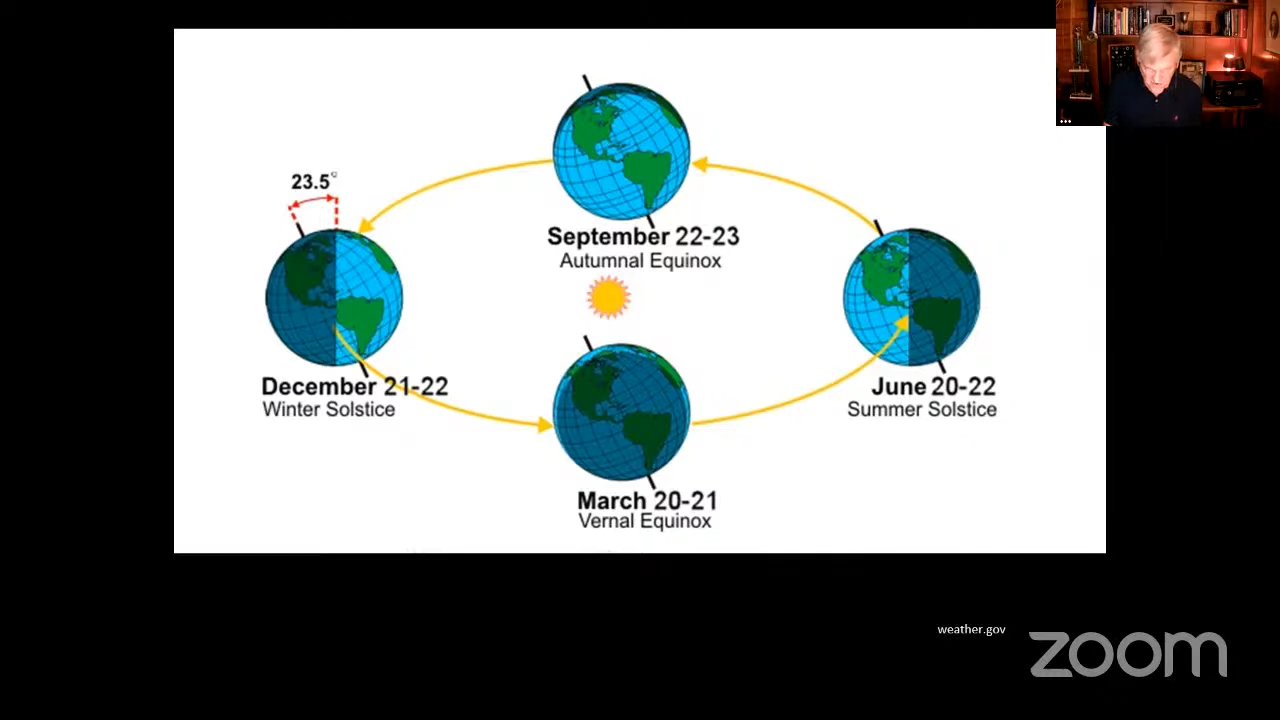 September 22-23
Autumnal Equinox
23.5°
December 21-22
Winter Solstice
June 20-22
Summer Solstice
March 20-21
Vernal Equinox
weather.gov
zoom